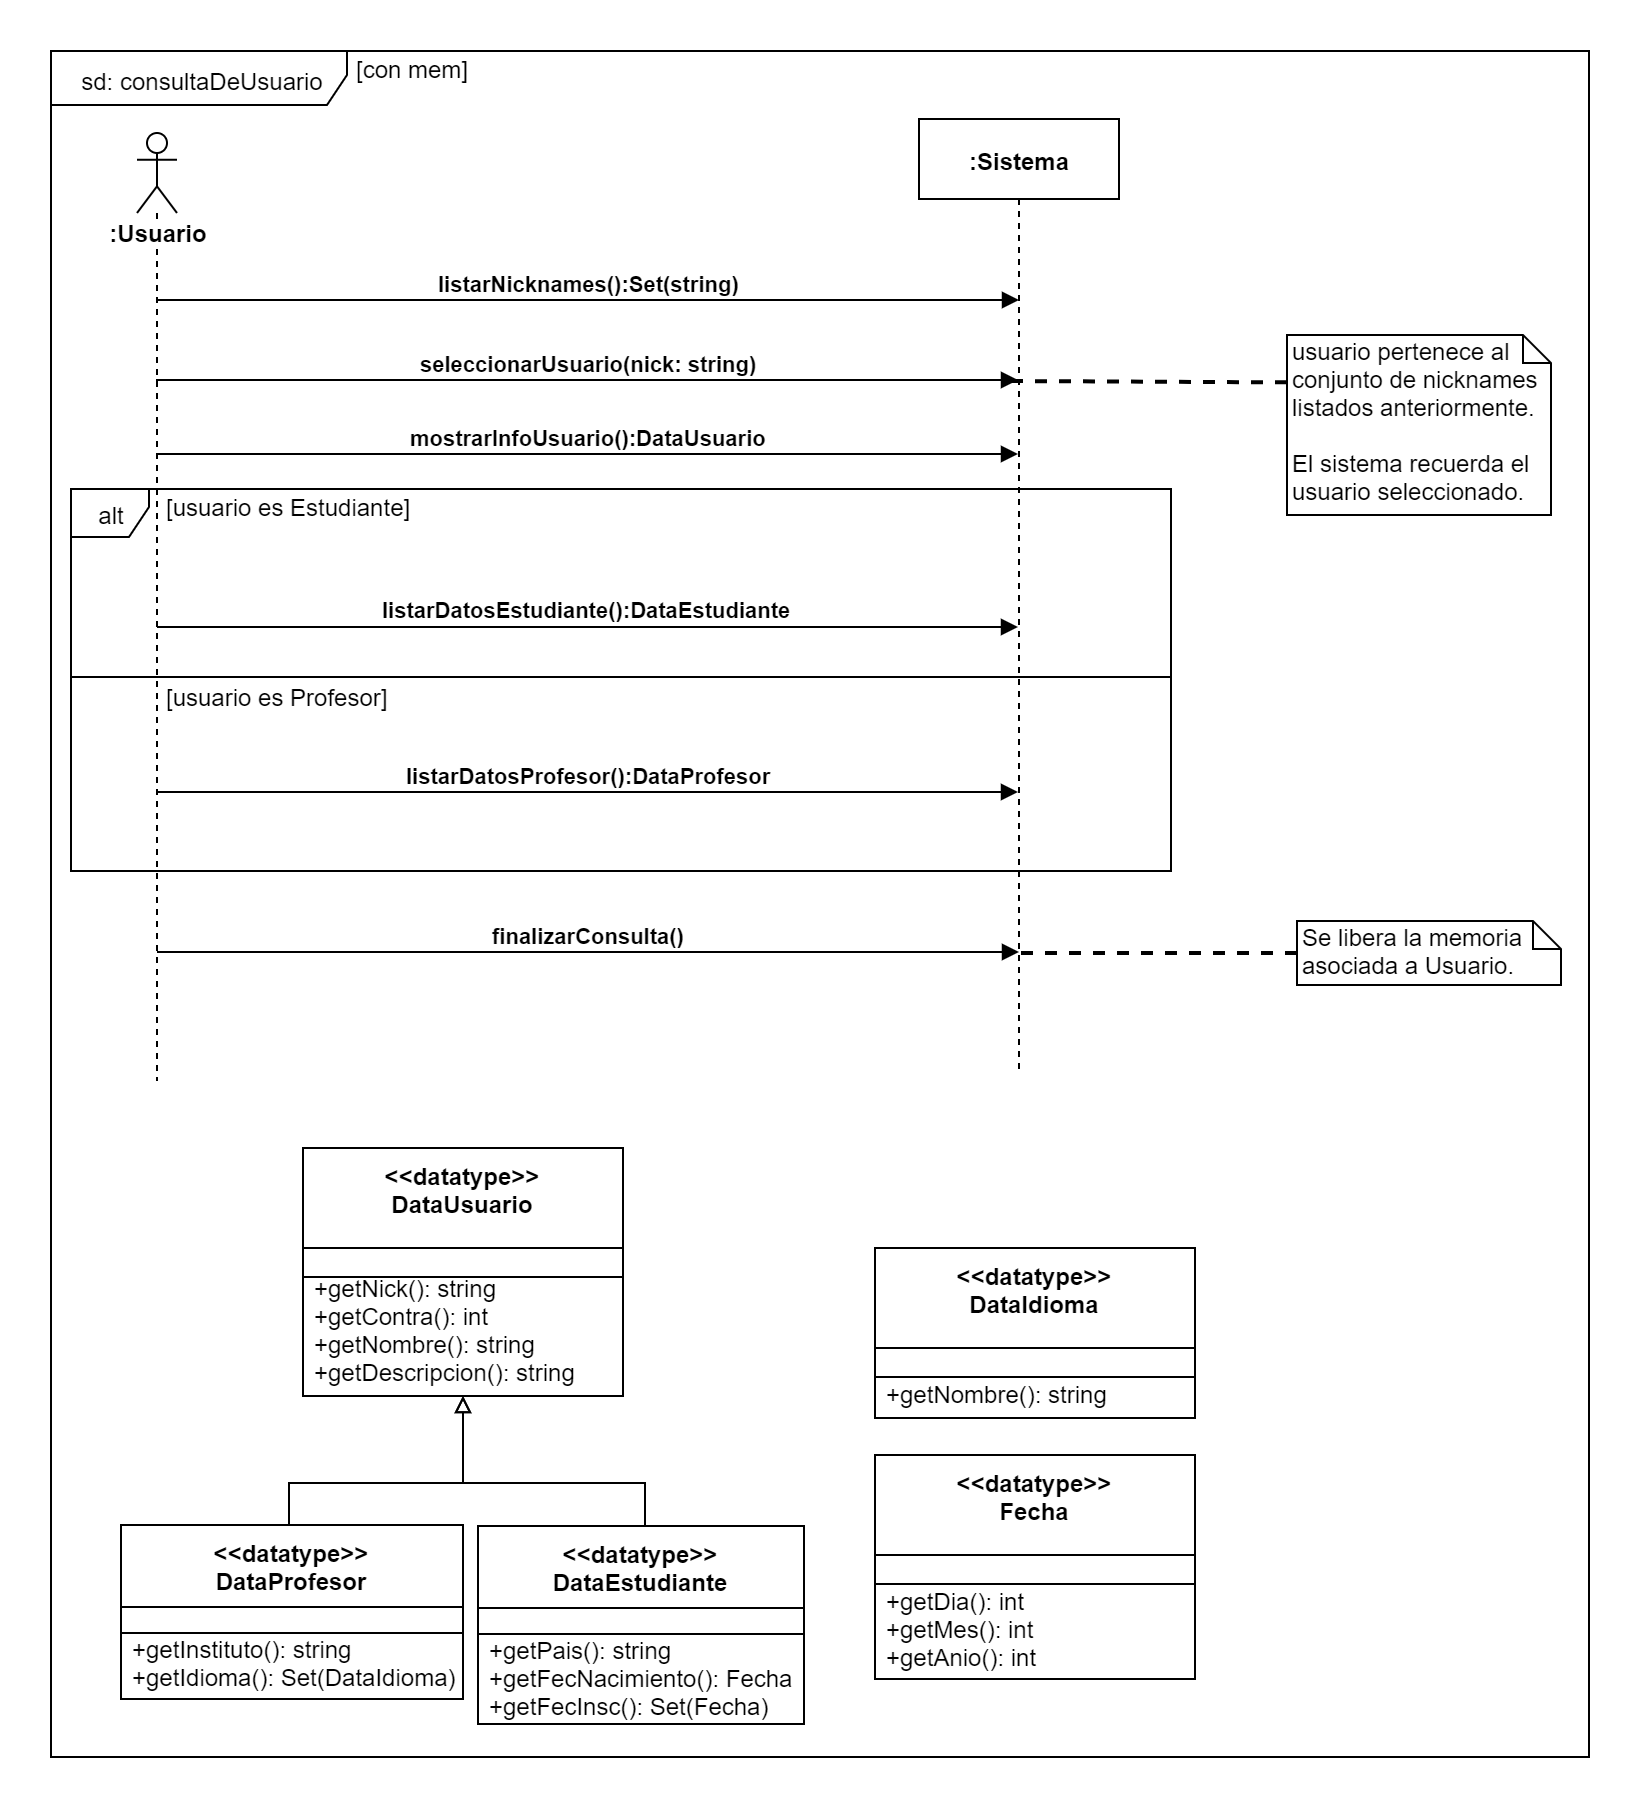 sd: consultaDeUsuario
[con mem]
:Usuario
:Sistema
listarNicknames():Set(string)
seleccionarUsuario(nick: string)
usuario pertenece al
conjunto de nicknames
listados anteriormente.
El sistema recuerda el
usuario seleccionado.
mostrarInfoUsuario():DataUsuario
alt
[usuario es Estudiante]
listarDatosEstudiante():DataEstudiante
[usuario es Profesor]
listarDatosProfesor():DataProfesor
finalizarConsulta()
Se libera la memoria
asociada a Usuario.
<<datatype>>
DataUsuario
+getNick(): string
+getContra(): int
+getNombre(): string
+getDescripcion(): string
<<datatype>>
DataIdioma
+getNombre(): string
<<datatype>>
Fecha
+getDia(): int
+getMes(): int
+getAnio(): int
<<datatype>>
DataProfesor
+getInstituto(): string
+getIdioma(): Set(DataIdioma)
<<datatype>>
DataEstudiante
+getPais(): string
+getFecNacimiento(): Fecha
+getFecInsc(): Set(Fecha)